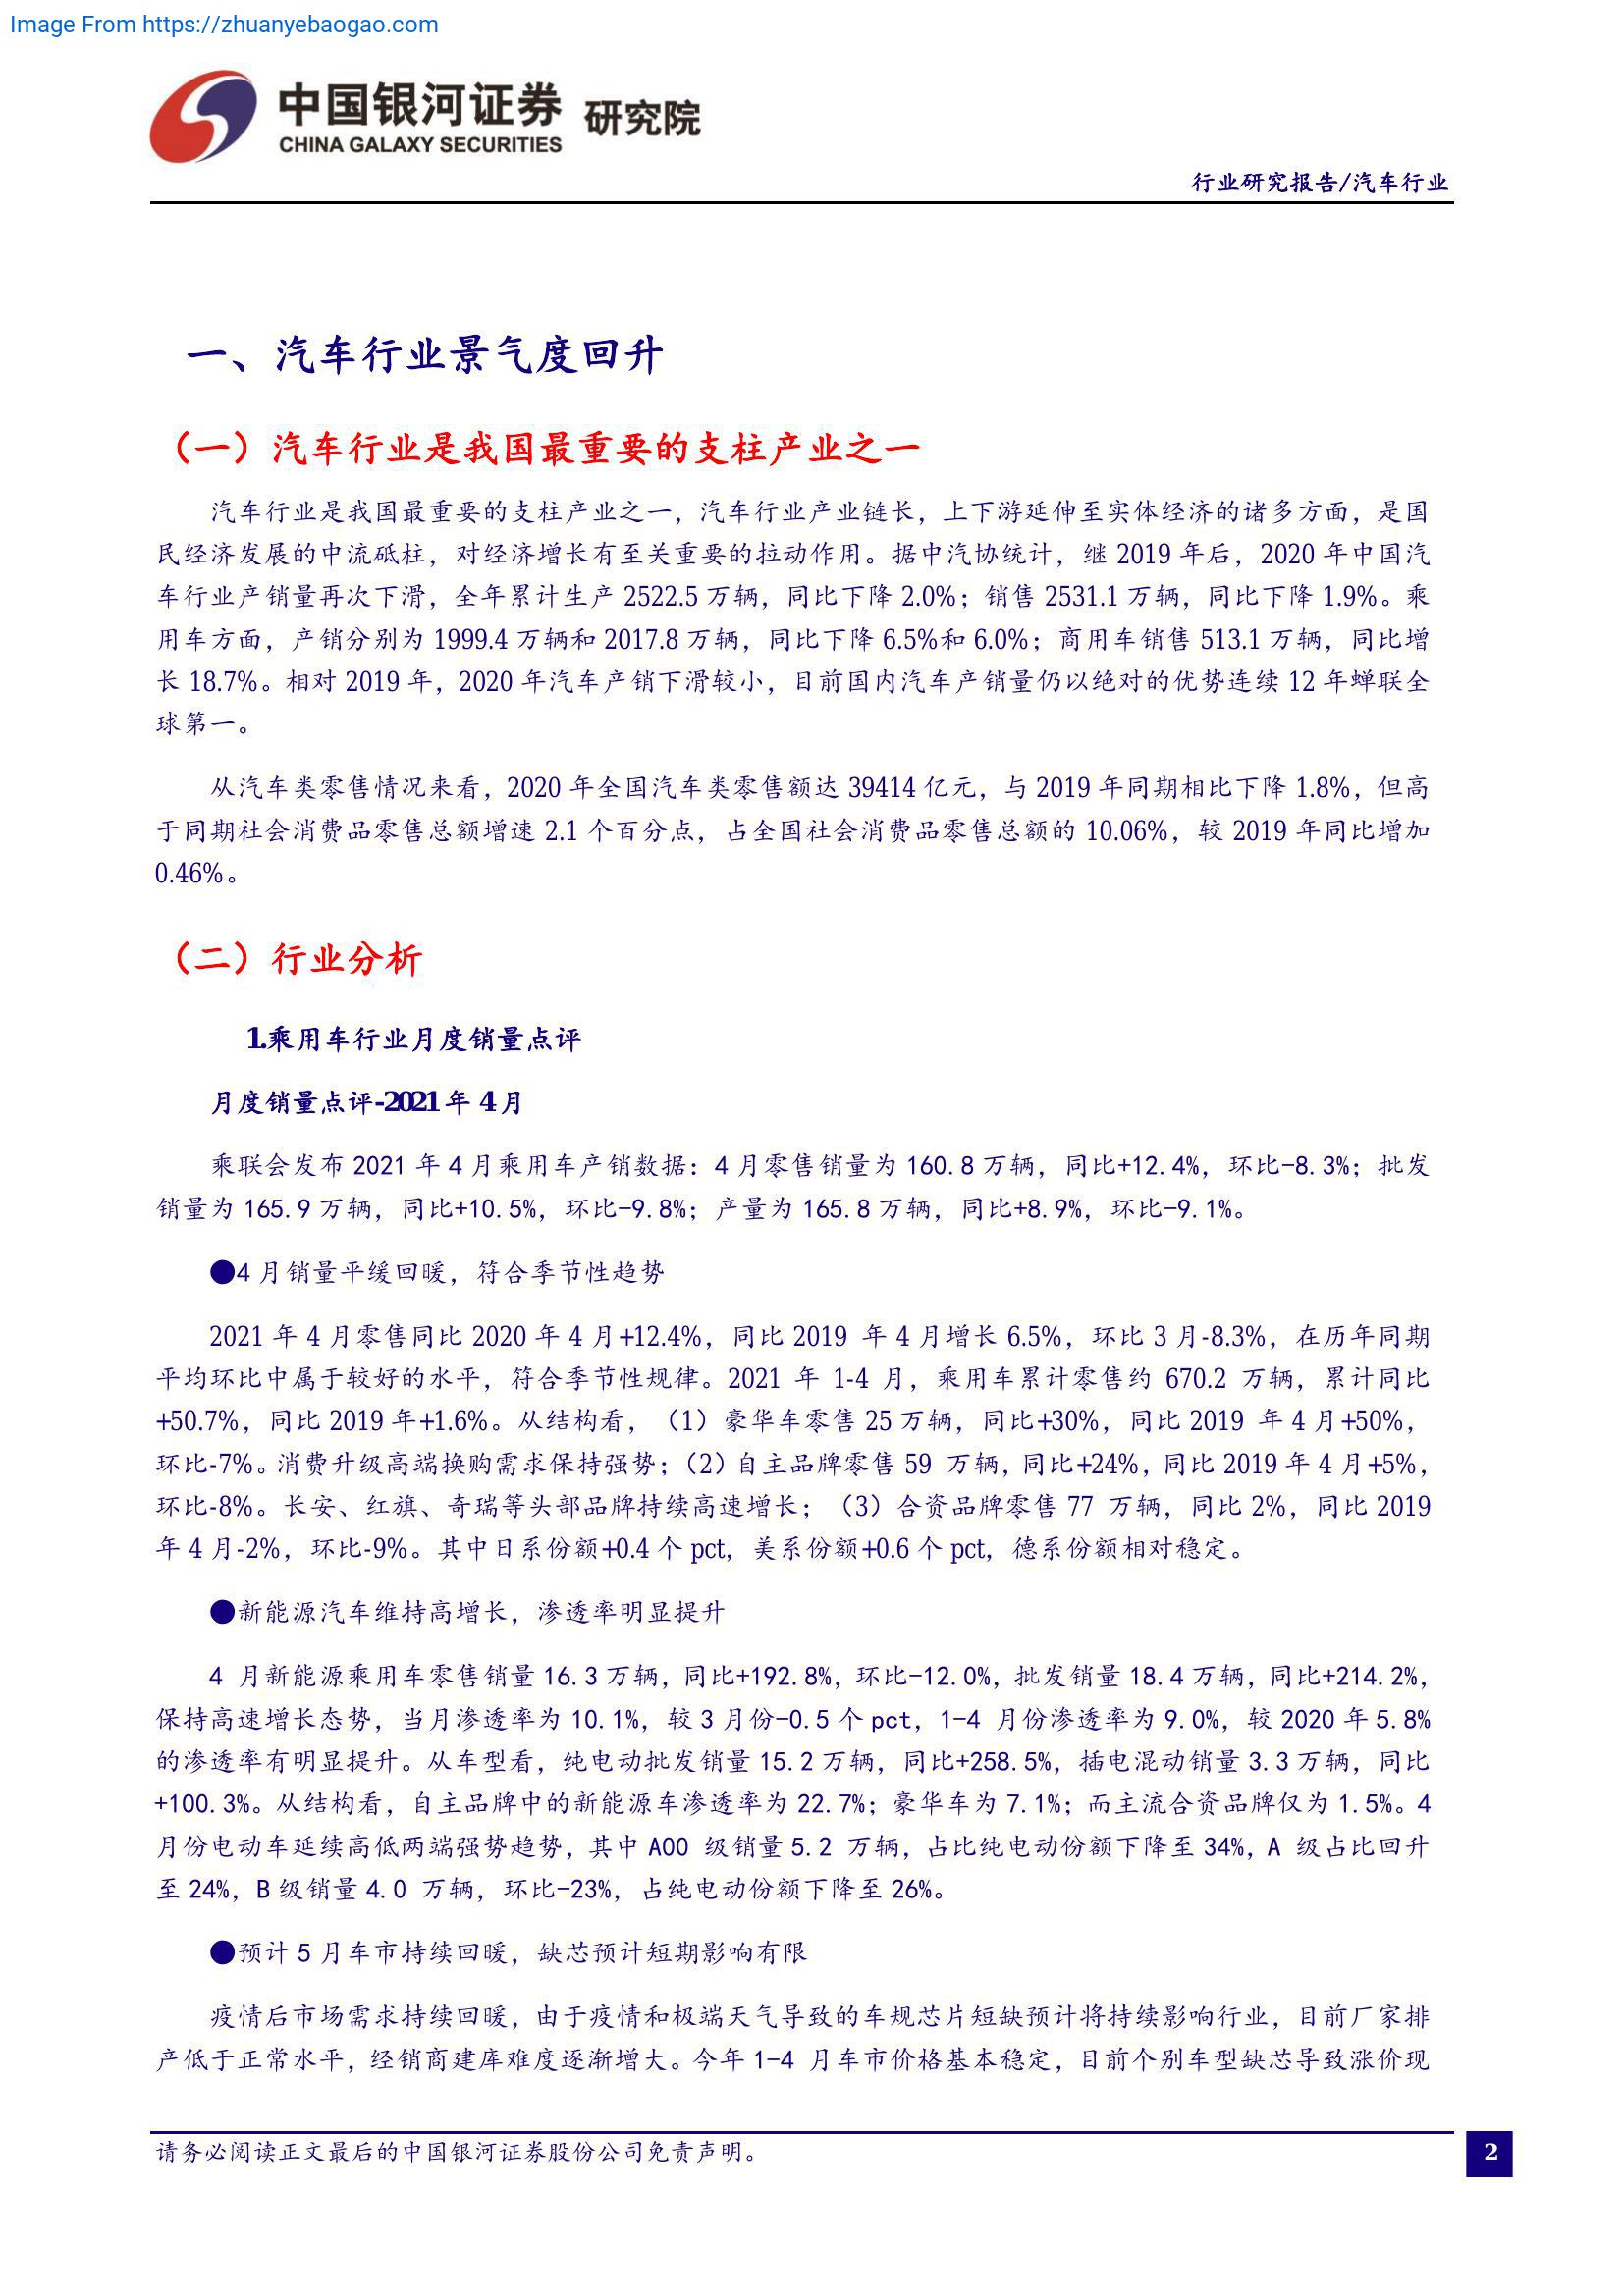 Image From https://zhuanyebaogao.com
中国银河证券 研究院
CHINA GALAXY SECURITIES
行业研究报告/汽车行业
一、汽车行业景气度回升
（一）汽车行业是我国最重要的支柱产业之一
汽车行业是我国最重要的支柱产业之一，汽车行业产业链长，上下游延伸至实体经济的诸多方面，是国
民经济发展的中流砥柱，对经济增长有至关重要的拉动作用。据中汽协统计，继 2019 年后，2020 年中国汽
车行业产销量再次下滑，全年累计生产 2522.5 万辆，同比下降 2.0%；销售 2531.1 万辆，同比下降 1.9%。乘
用车方面，产销分别为 1999.4 万辆和 2017.8 万辆，同比下降 6.5%和 6.0%；商用车销售 513.1 万辆，同比增
长 18.7%。相对 2019 年，2020 年汽车产销下滑较小，目前国内汽车产销量仍以绝对的优势连续 12 年蝉联全
球第一。
从汽车类零售情况来看，2020 年全国汽车类零售额达 39414 亿元，与 2019 年同期相比下降 1.8%，但高
于同期社会消费品零售总额增速 2.1 个百分点，占全国社会消费品零售总额的 10.06%，较 2019 年同比增加
0.46%。
（二）行业分析
1.乘用车行业月度销量点评
月度销量点评-2021 年 4 月
乘联会发布 2021 年 4 月乘用车产销数据：4 月零售销量为 160.8 万辆，同比+12.4%，环比-8.3%；批发
销量为 165.9 万辆，同比+10.5%，环比-9.8%；产量为 165.8 万辆，同比+8.9%，环比-9.1%。
●4 月销量平缓回暖，符合季节性趋势
2021 年 4 月零售同比 2020 年 4 月+12.4%，同比 2019 年 4 月增长 6.5%，环比 3 月-8.3%，在历年同期
平均环比中属于较好的水平，符合季节性规律。2021 年 1-4 月，乘用车累计零售约 670.2 万辆，累计同比
+50.7%，同比 2019 年+1.6%。从结构看，（1）豪华车零售 25 万辆，同比+30%，同比 2019 年 4 月+50%，
环比-7%。消费升级高端换购需求保持强势；（2）自主品牌零售 59 万辆，同比+24%，同比 2019 年 4 月+5%，
环比-8%。长安、红旗、奇瑞等头部品牌持续高速增长；（3）合资品牌零售 77 万辆，同比 2%，同比 2019
年 4 月-2%，环比-9%。其中日系份额+0.4 个 pct，美系份额+0.6 个 pct，德系份额相对稳定。
●新能源汽车维持高增长，渗透率明显提升
4 月新能源乘用车零售销量 16.3 万辆，同比+192.8%，环比-12.0%，批发销量 18.4 万辆，同比+214.2%，
保持高速增长态势，当月渗透率为 10.1%，较 3 月份-0.5 个 pct，1-4 月份渗透率为 9.0%，较 2020 年 5.8%
的渗透率有明显提升。从车型看，纯电动批发销量 15.2 万辆，同比+258.5%，插电混动销量 3.3 万辆，同比
+100.3%。从结构看，自主品牌中的新能源车渗透率为 22.7%；豪华车为 7.1%；而主流合资品牌仅为 1.5%。4
月份电动车延续高低两端强势趋势，其中 A00 级销量 5.2 万辆，占比纯电动份额下降至 34%，A 级占比回升
至 24%，B 级销量 4.0 万辆，环比-23%，占纯电动份额下降至 26%。
●预计 5 月车市持续回暖，缺芯预计短期影响有限
疫情后市场需求持续回暖，由于疫情和极端天气导致的车规芯片短缺预计将持续影响行业，目前厂家排
产低于正常水平，经销商建库难度逐渐增大。今年 1-4 月车市价格基本稳定，目前个别车型缺芯导致涨价现
请务必阅读正文最后的中国银河证券股份公司免责声明。
2